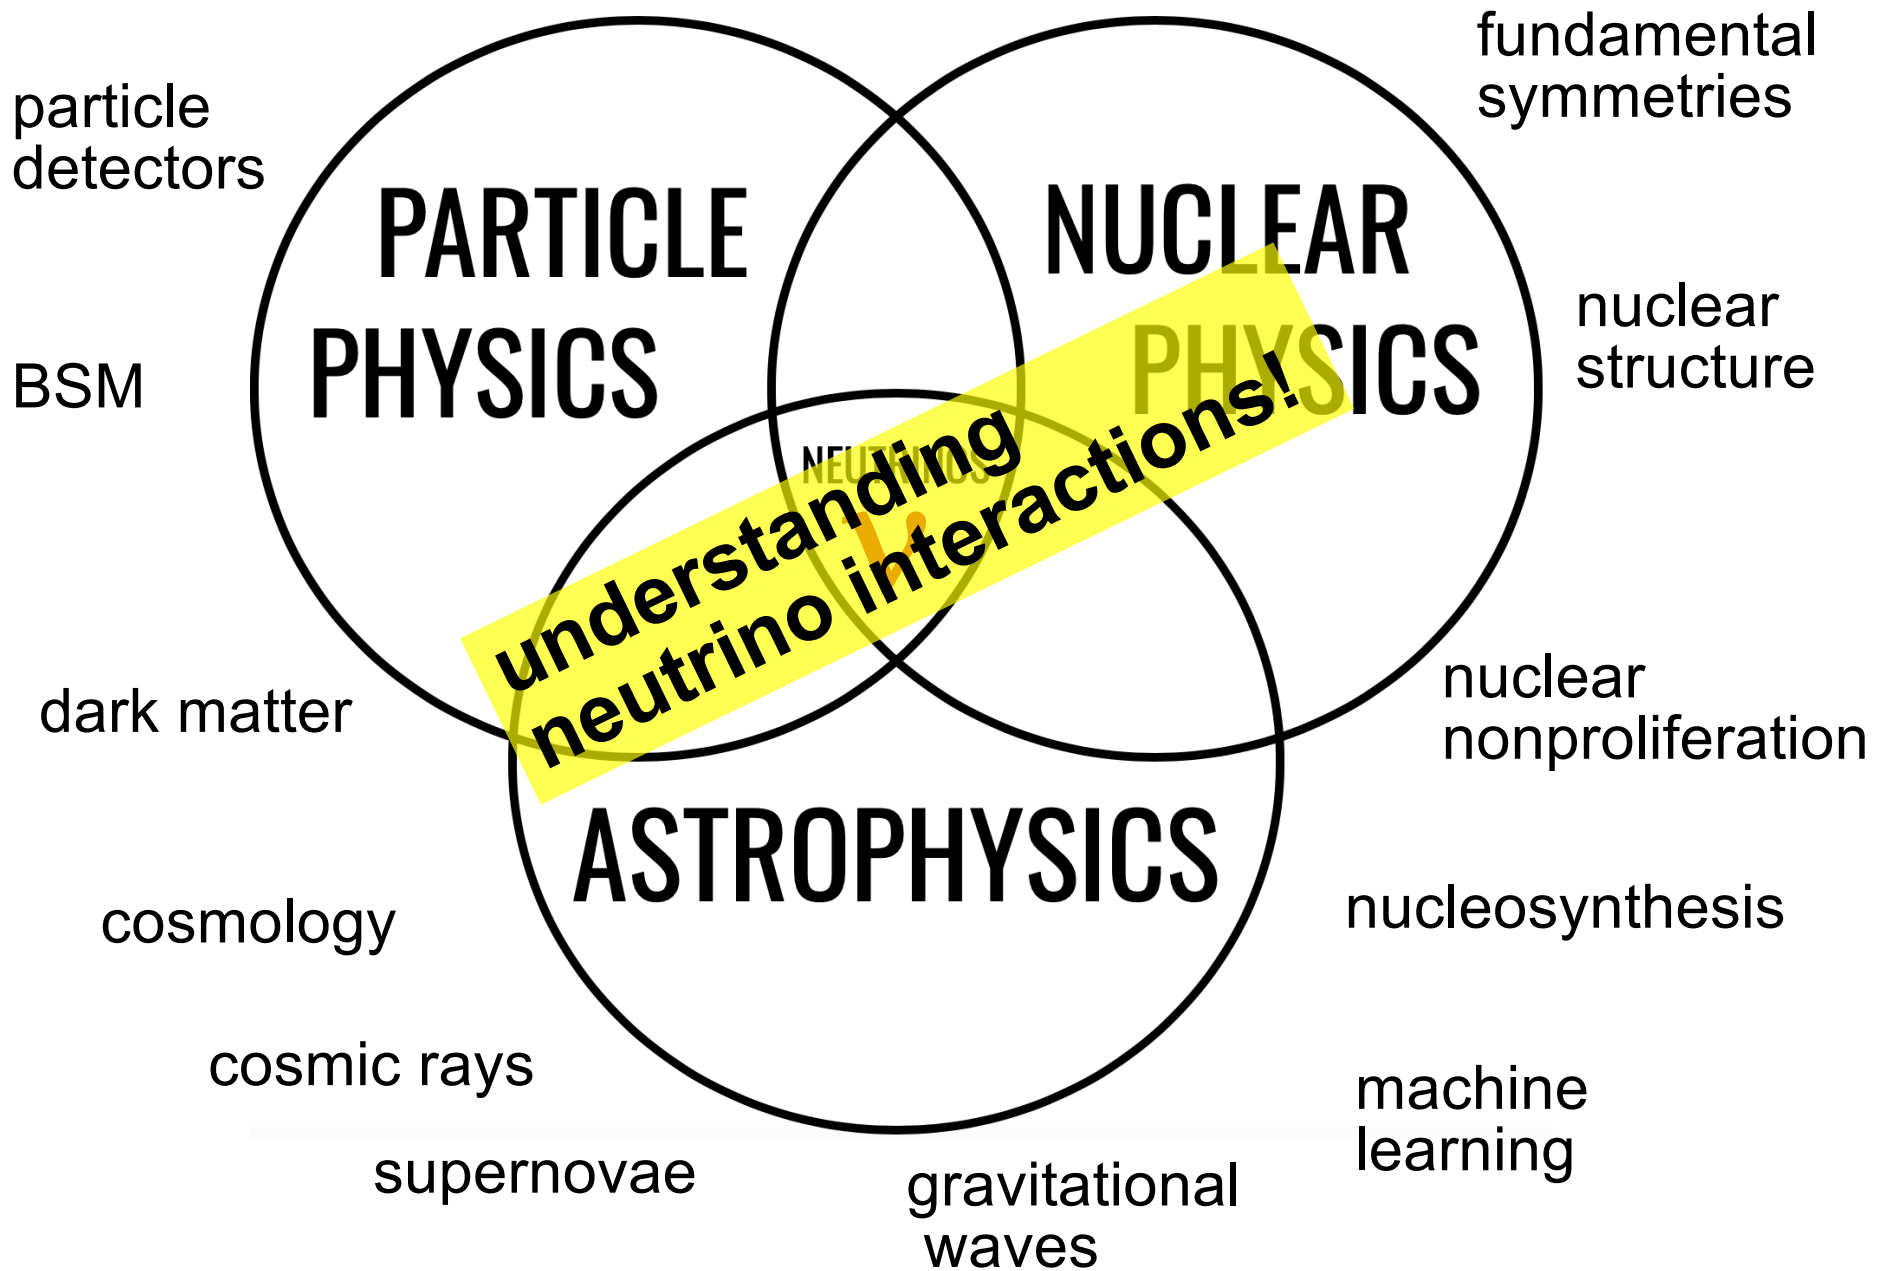 fundamental
symmetries
particle
detectors
PARTICLE
PHYSICS
NUCLEAR
PHYSICS
nuclear
structure
BSM
NEUTRINOS
ν
understanding
neutrino interactions!
dark matter
nuclear
nonproliferation
ASTROPHYSICS
cosmology
nucleosynthesis
cosmic rays
machine
learning
supernovae
gravitational
waves